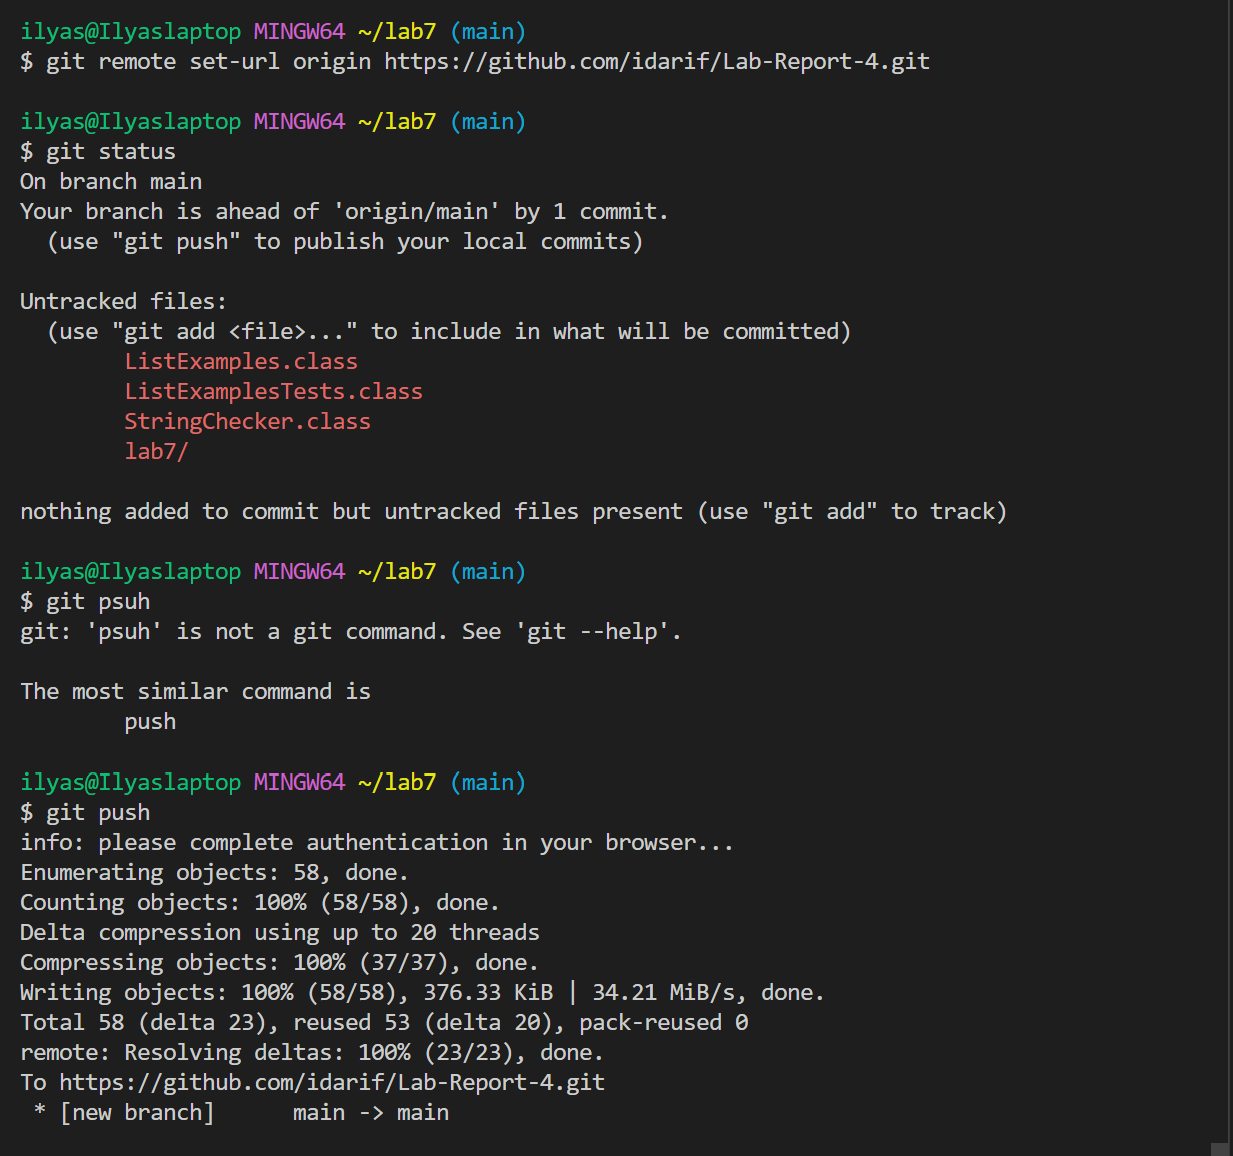 ilyas@Ilyaslaptop MINGW64 ~/lab7 (main)
$ git remote set-url origin https://github.com/idarif/Lab-Report-4.git
ilyas@Ilyaslaptop MINGW64 ~/lab7 (main)
$ git status
On branch main
Your branch is ahead of 'origin/main' by 1 commit.
  (use "git push" to publish your local commits)
Untracked files:
  (use "git add <file>..." to include in what will be committed)
        ListExamples.class
        ListExamplesTests.class
        StringChecker.class
        lab7/
nothing added to commit but untracked files present (use "git add" to track)
ilyas@Ilyaslaptop MINGW64 ~/lab7 (main)
$ git psuh
git: 'psuh' is not a git command. See 'git --help'.
The most similar command is
        push
ilyas@Ilyaslaptop MINGW64 ~/lab7 (main)
$ git push
info: please complete authentication in your browser...
Enumerating objects: 58, done.
Counting objects: 100% (58/58), done.
Delta compression using up to 20 threads
Compressing objects: 100% (37/37), done.
Writing objects: 100% (58/58), 376.33 KiB | 34.21 MiB/s, done.
Total 58 (delta 23), reused 53 (delta 20), pack-reused 0
remote: Resolving deltas: 100% (23/23), done.
To https://github.com/idarif/Lab-Report-4.git
 * [new branch]      main -> main